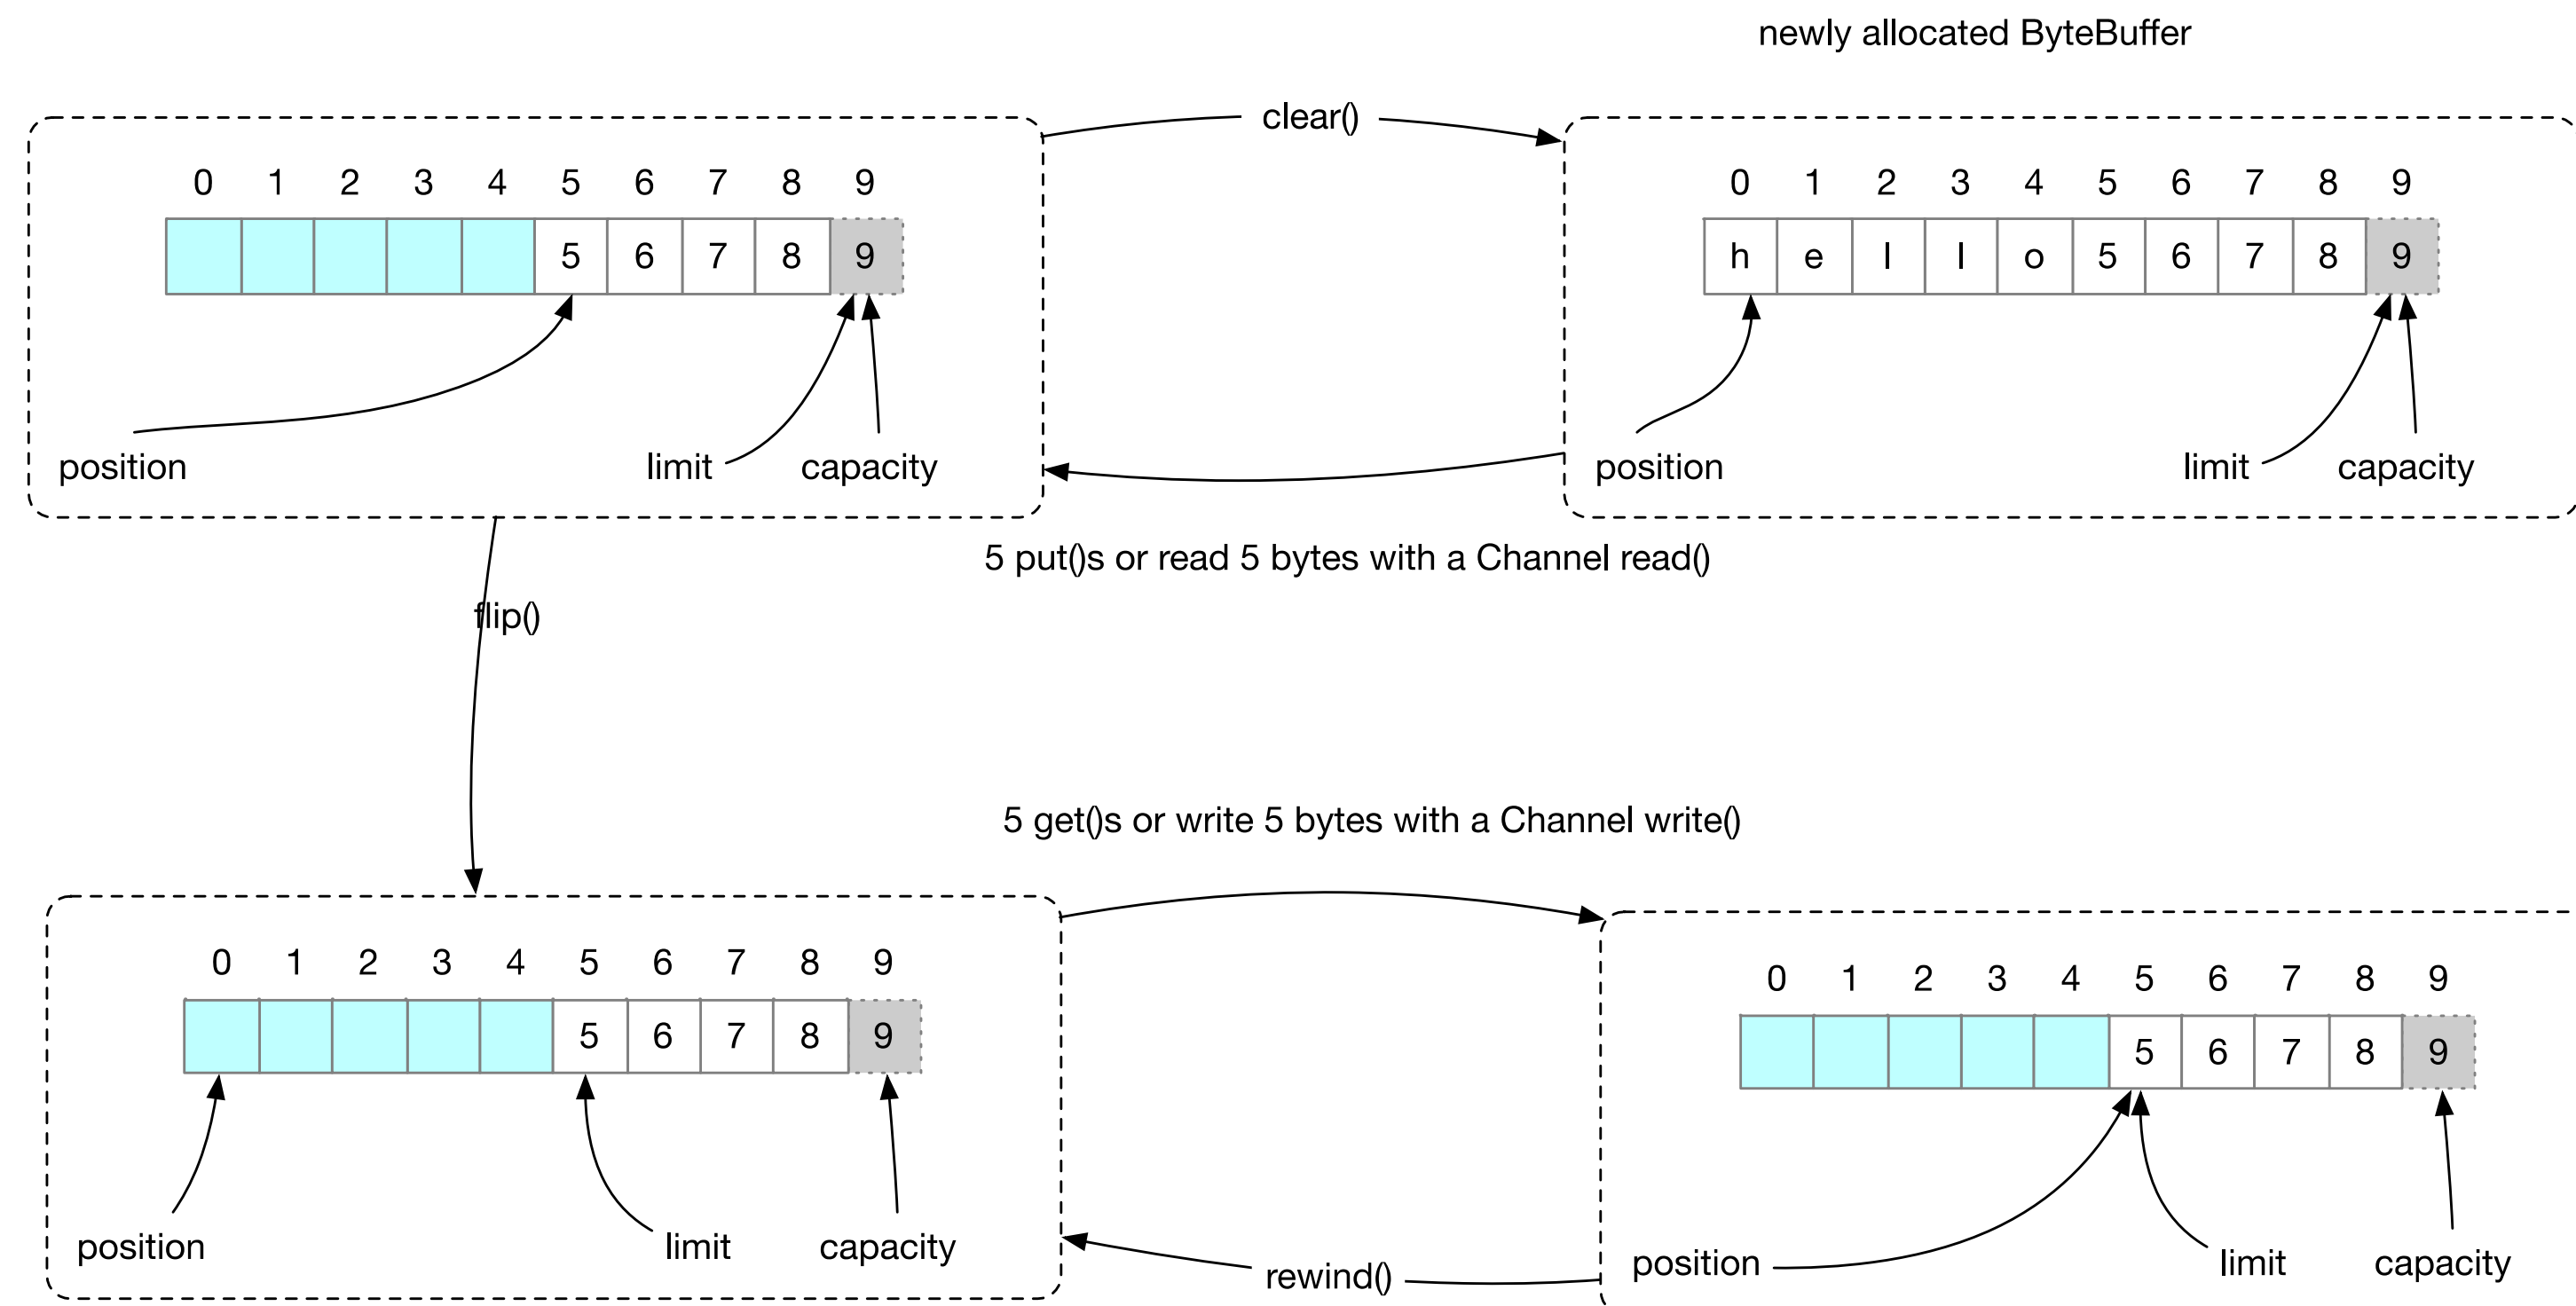 newly allocated ByteBuffer
clear()
0 1 2 3 4 5 6 7 8 9
5 6 7 8 9
position limit capacity
0 1 2 3 4 5 6 7 8 9
h e l l o 5 6 7 8 9
position limit capacity
5 put()s or read 5 bytes with a Channel read()
flip()
5 get()s or write 5 bytes with a Channel write()
0 1 2 3 4 5 6 7 8 9
5 6 7 8 9
position limit capacity
0 1 2 3 4 5 6 7 8 9
5 6 7 8 9
position limit capacity
rewind()